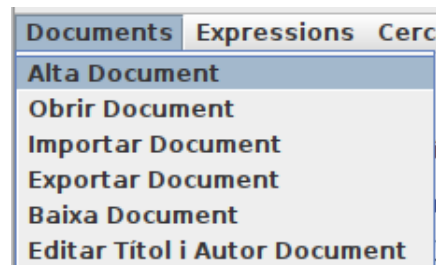 Documents Expressions Cerc
Alta Document
Obrir Document
Importar Document
Exportar Document
Baixa Document
Editar Títol i Autor Document